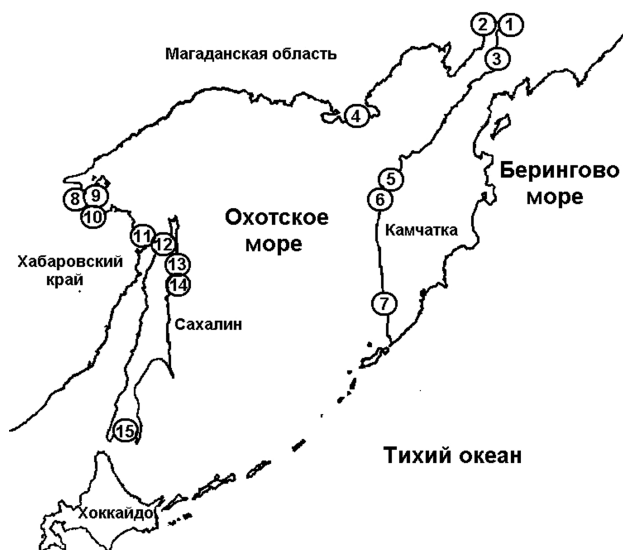 2 1
Магаданская область
3
4
5
Берингово
море
8 9
6
10
Охотское
море
Камчатка
11 12
Хабаровский
край
13
14
7
Сахалин
15
Тихий океан
Хоккайдо